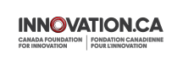 INNOVATION.CA
CANADA FOUNDATION
FOR INNOVATION
FONDATION CANADIENNE
POUR L'INNOVATION